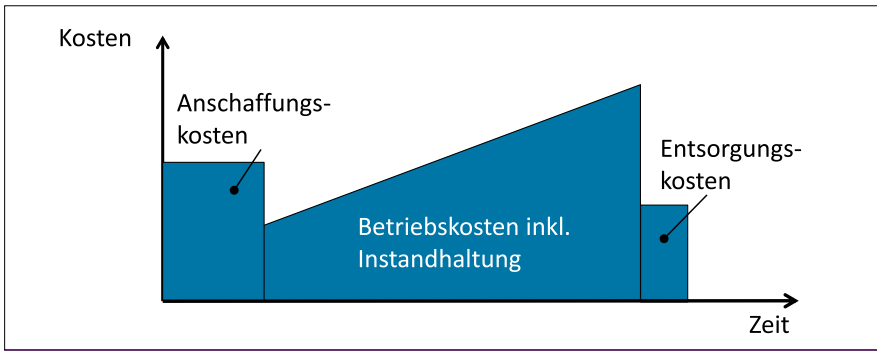 Kosten
Anschaffungs-
kosten
Entsorgungs-
kosten
Betriebskosten inkl.
Instandhaltung
Zeit